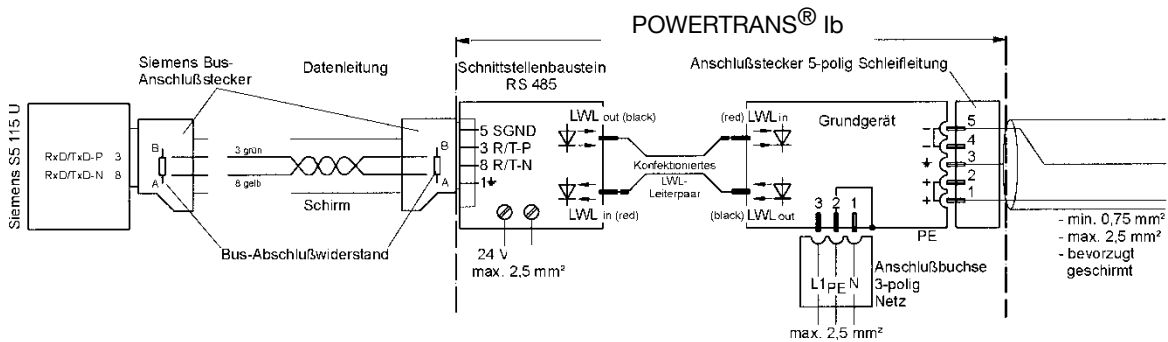 POWERTRANS® Ib
Siemens Bus-
Anschlußstecker
Datenleitung
Schnittstellenbaustein
RS 485
Anschlußstecker 5-polig Schleifleitung
Siemens S5 115 U
RxD/TxD-P 3
RxD/TxD-N 8
B
A
3 grün
8 gelb
Schirm
Bus-Abschlußwiderstand
B
A
5 SGND
3 R/T-P
8 R/T-N
1
LWL out (black)
LWL in (red)
24 V
max. 2,5 mm²
Konfektioniertes
LWL-
Leiterpaar
(red) LWL in
(black) LWL out
Grundgerät
3 2 1
PE
L1 PE N
Anschlußbuchse
3-polig
Netz
max. 2,5 mm²
− 5
− 4
3
+ 2
+ 1
- min. 0,75 mm²
- max. 2,5 mm²
- bevorzugt
geschirmt